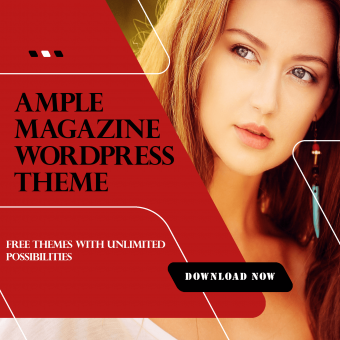 AMPLE
MAGAZINE
WORDPRESS
THEME
FREE THEMES WITH UNLIMITED
POSSIBILITIES
DOWNLOAD NOW